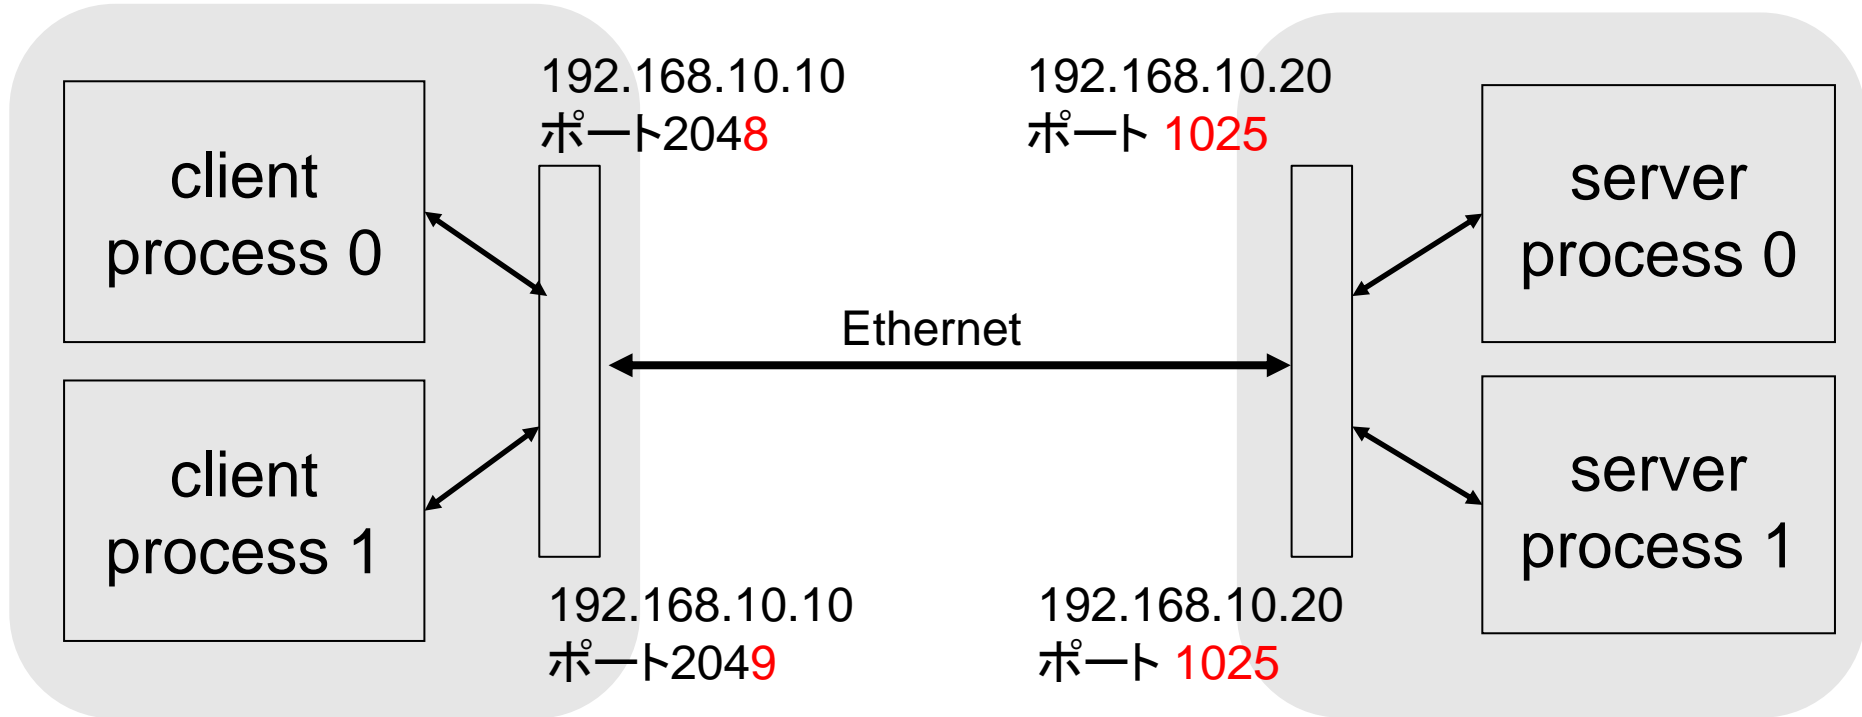 192.168.10.10
ポート2048
192.168.10.20
ポート 1025
client
process 0
server
process 0
Ethernet
client
process 1
server
process 1
192.168.10.10
ポート2049
192.168.10.20
ポート 1025